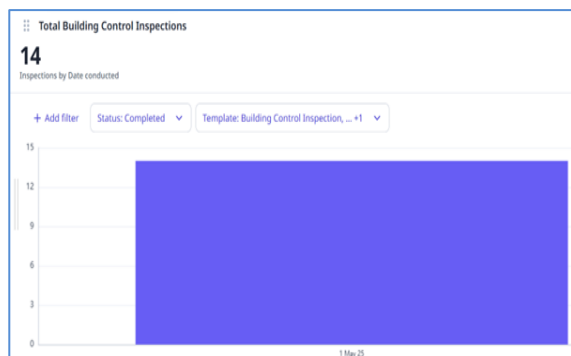 Total Building Control Inspections
14
Inspections by Date conducted
+ Add filter Status: Completed Template: Building Control Inspection, ... +1
15
12
9
6
3
0
1 May 25